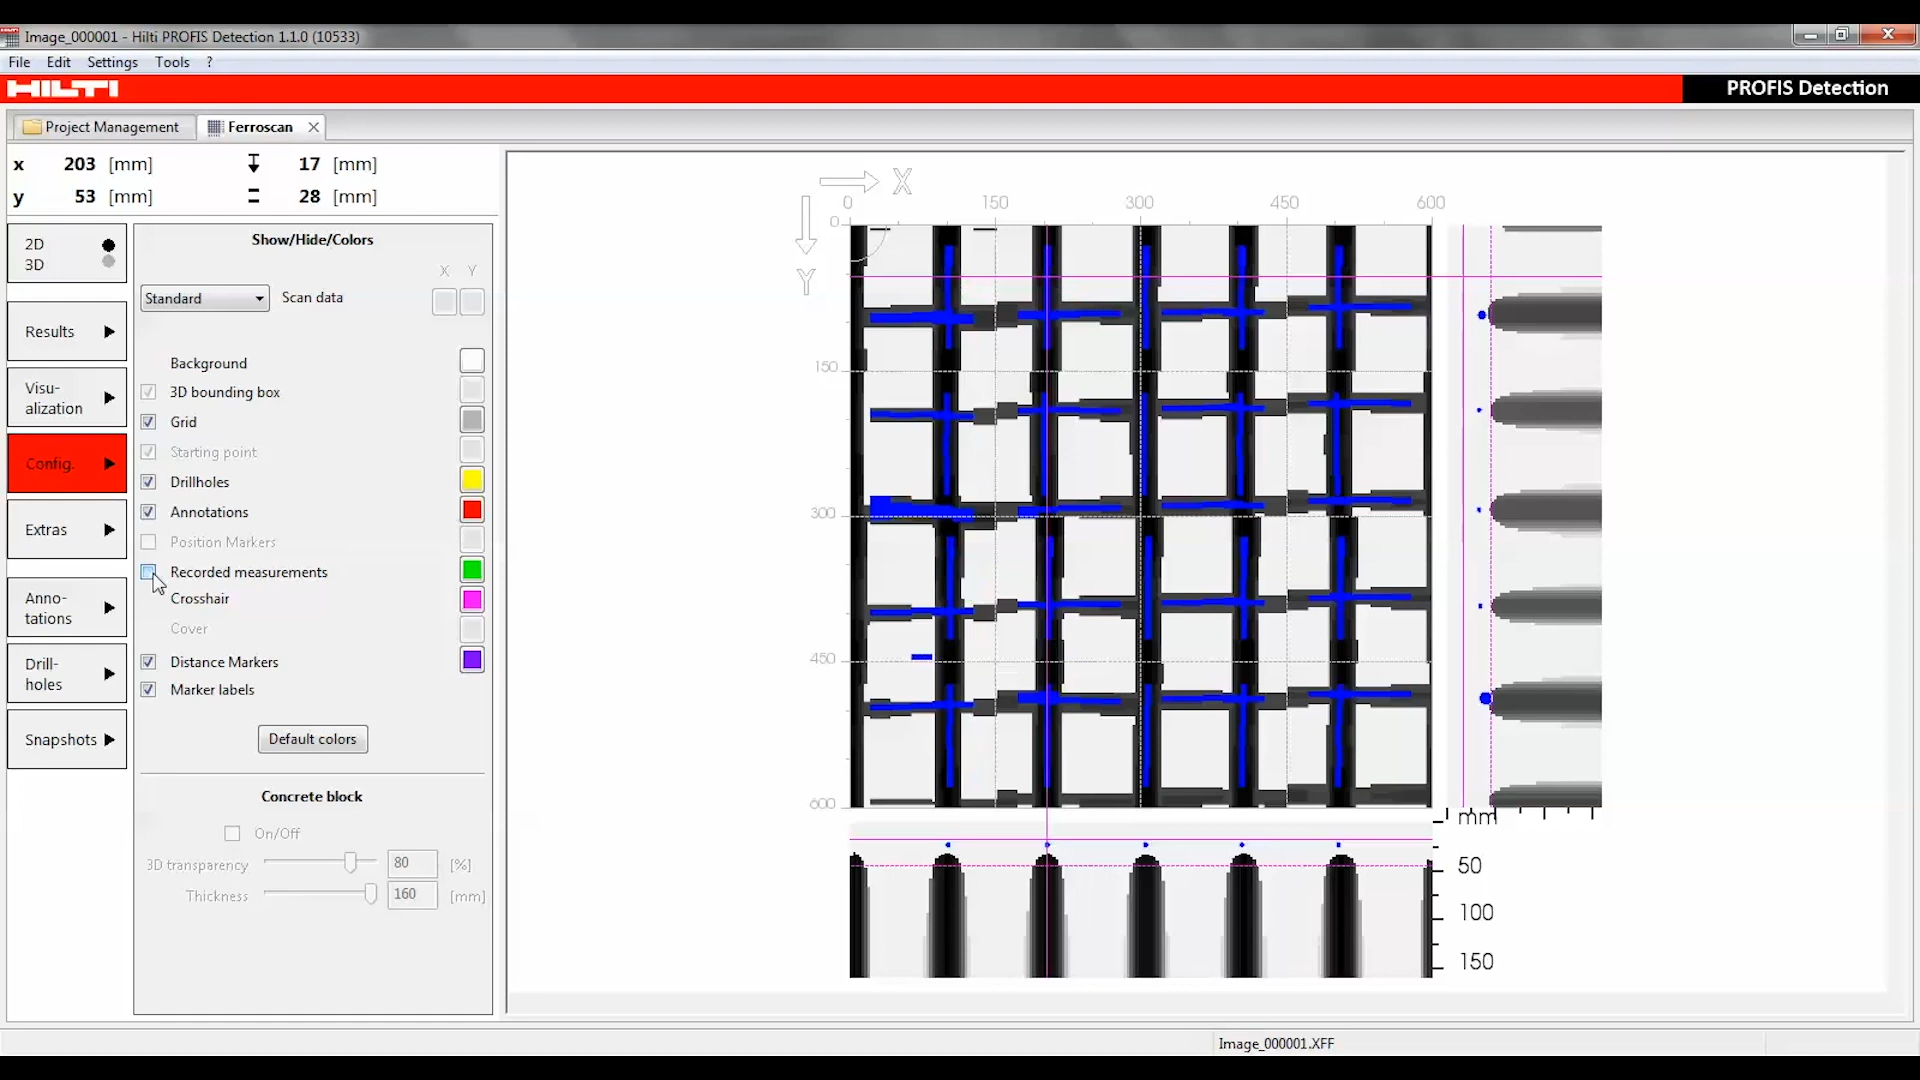 Image_000001 - Hilti PROFIS Detection 1.1.0 (10533)
File Edit Settings Tools ?
HILTI
PROFIS Detection
Project Management
Ferroscan
x 203 [mm] 17 [mm]
y 53 [mm] 28 [mm]
2D
3D
Results
Visu-
alization
Config.
Extras
Anno-
tations
Drill-
holes
Snapshots
Show/Hide/Colors
X Y
Standard Scan data
Background
3D bounding box
Grid
Starting point
Drillholes
Annotations
Position Markers
Recorded measurements
Crosshair
Cover
Distance Markers
Marker labels
Default colors
Concrete block
On/Off
3D transparency 80 [%]
Thickness 160 [mm]
X
0 150 300 450 600
Y
0
150
300
450
600
mm
50
100
150
Image_000001.XFF